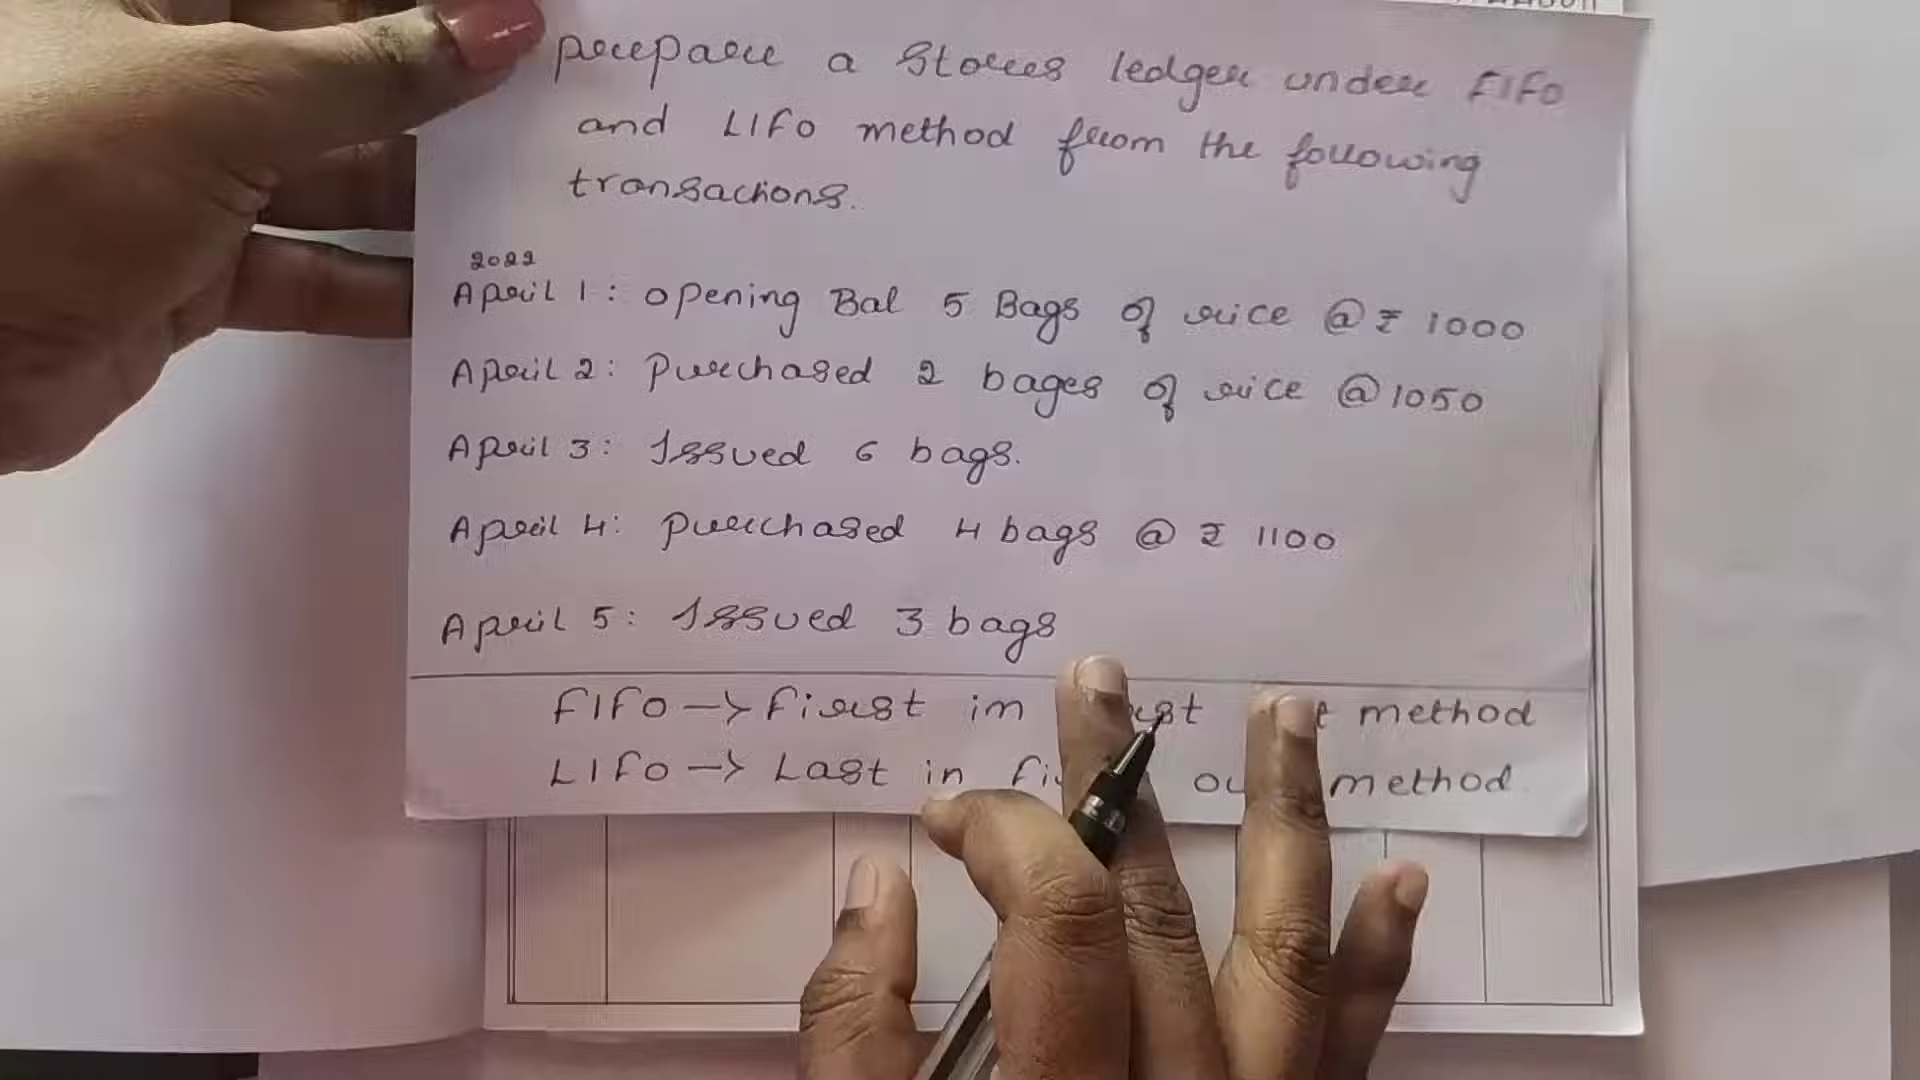 Prepare a Stores ledger under FIFO
and LIFO method from the following
transactions.
2022
April 1: Opening Bal 5 Bags of rice @ ₹ 1000
April 2: Purchased 2 bages of rice @ 1050
April 3: Issued 6 bags.
April 4: Purchased 4 bags @ ₹ 1100
April 5: Issued 3 bags
FIFO -> First in method
LIFO -> Last in method.